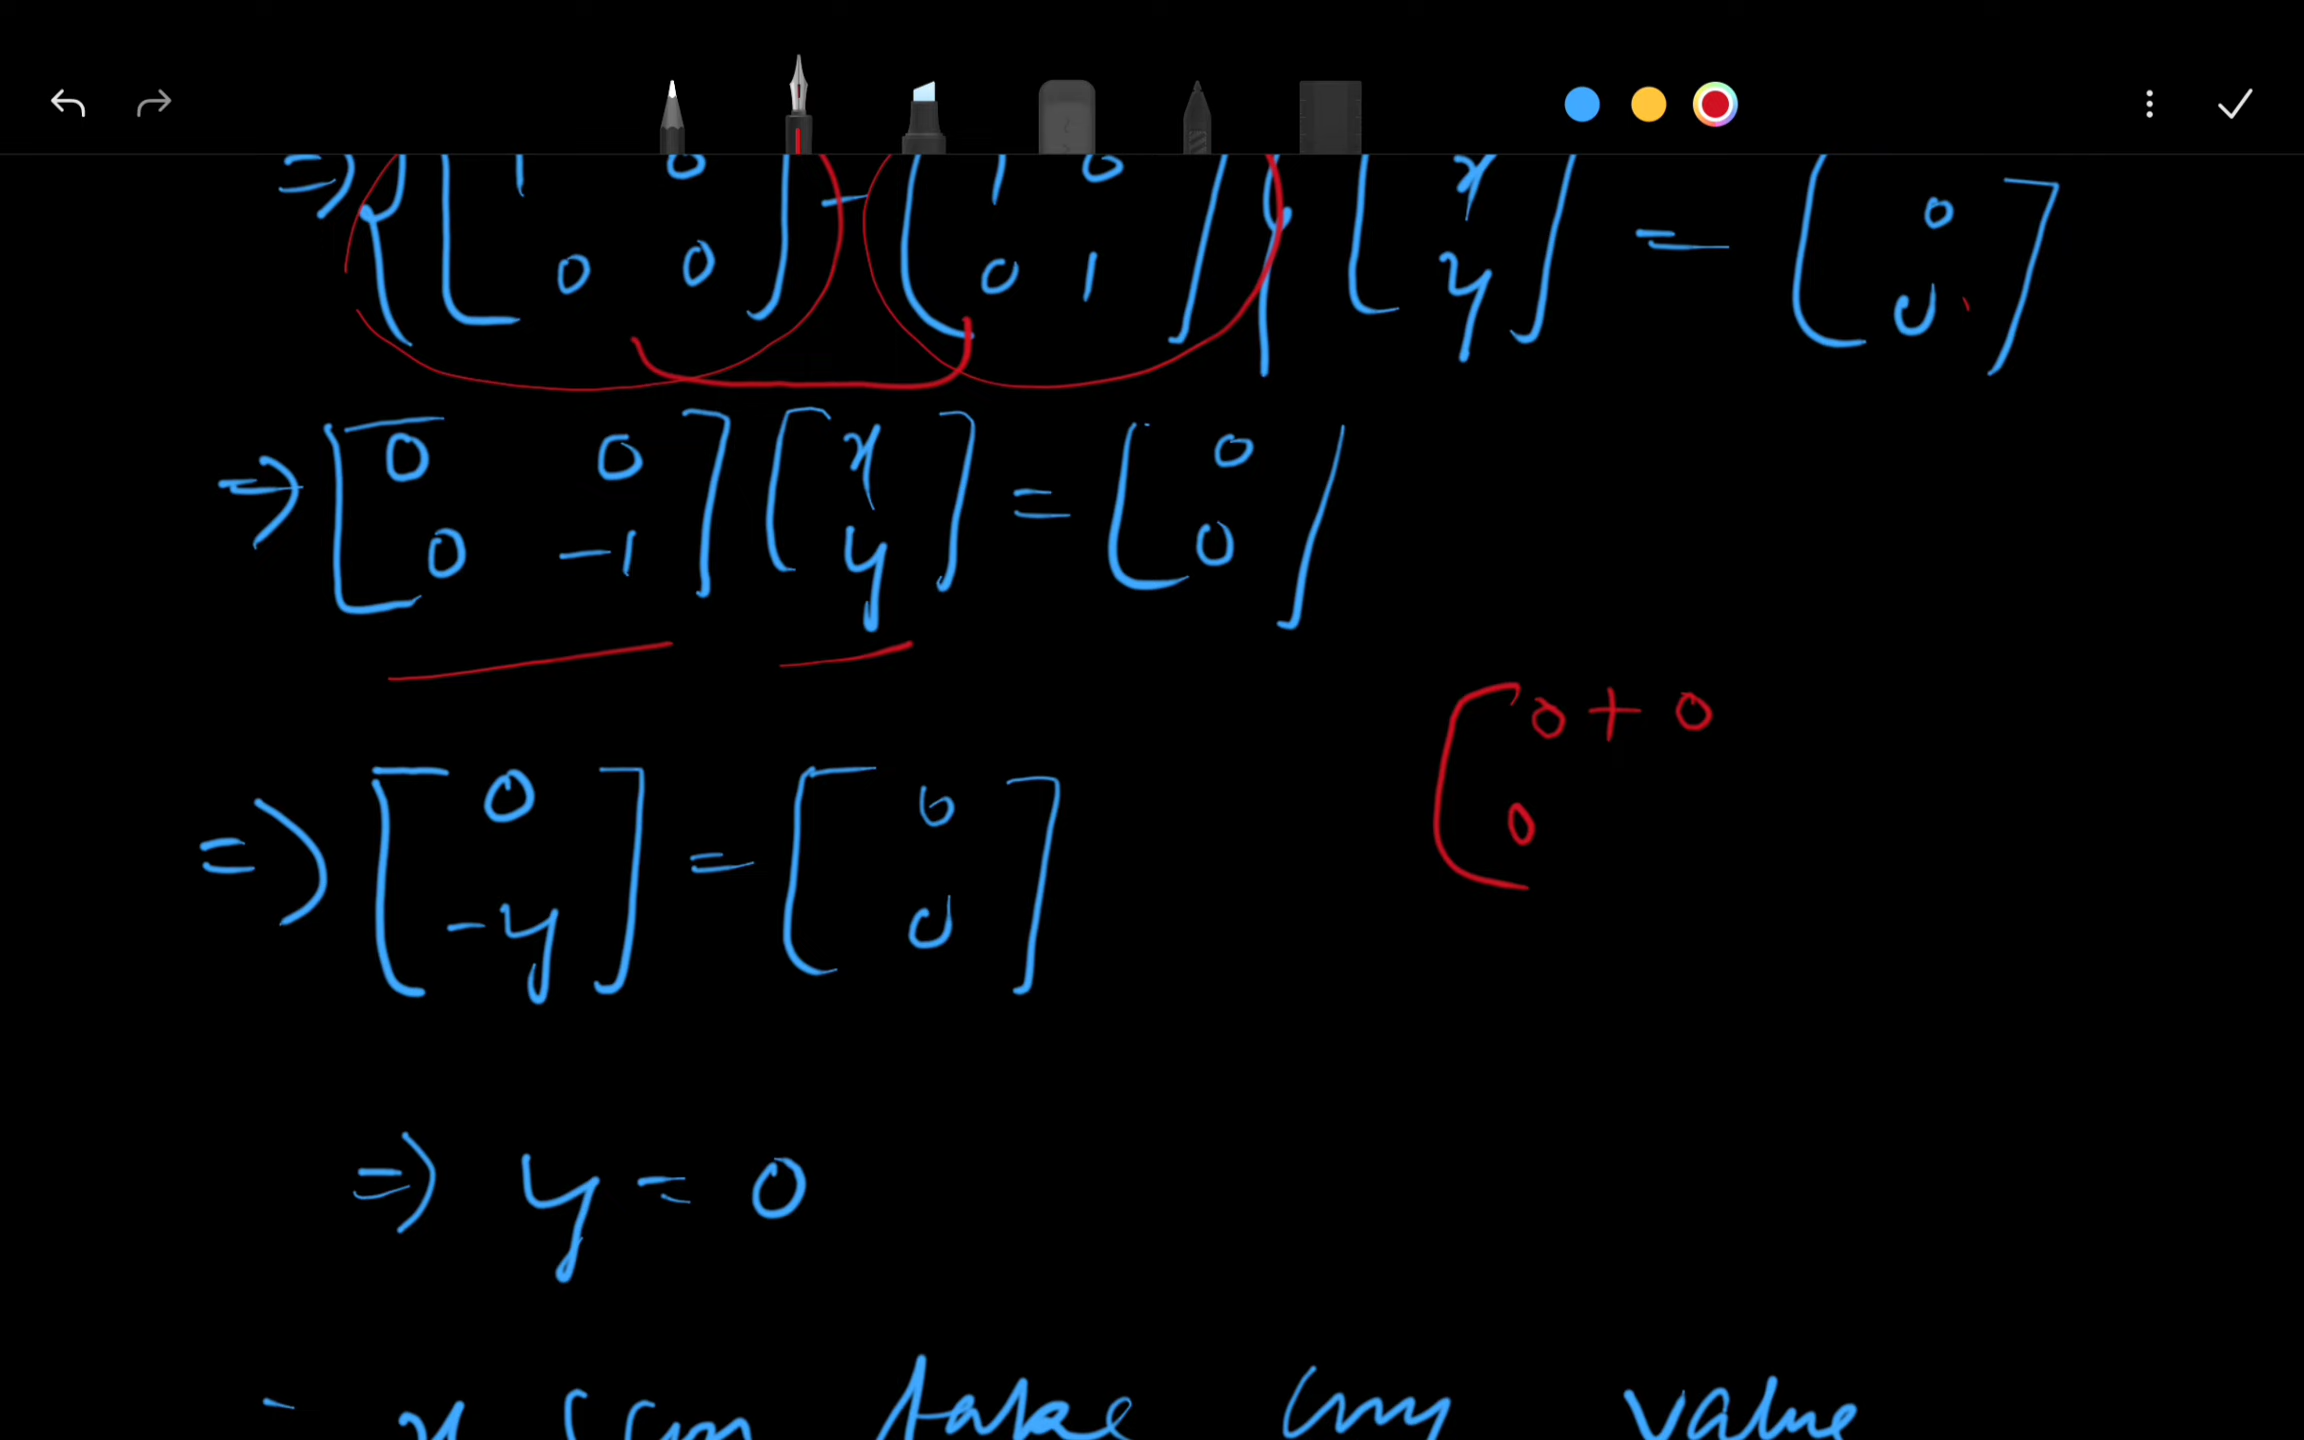 ⇒ { [ 1 0 - [ 1 0 } [ x = [ 0
0 0 ] 0 1 ] y ] 0 ]
⇒ [ 0 0 ] [ x ] = [ 0 ]
0 -1 y 0
[ 0 + 0
0
⇒ [ 0 ] = [ 0 ]
-y 0
⇒ y = 0
x can take any value